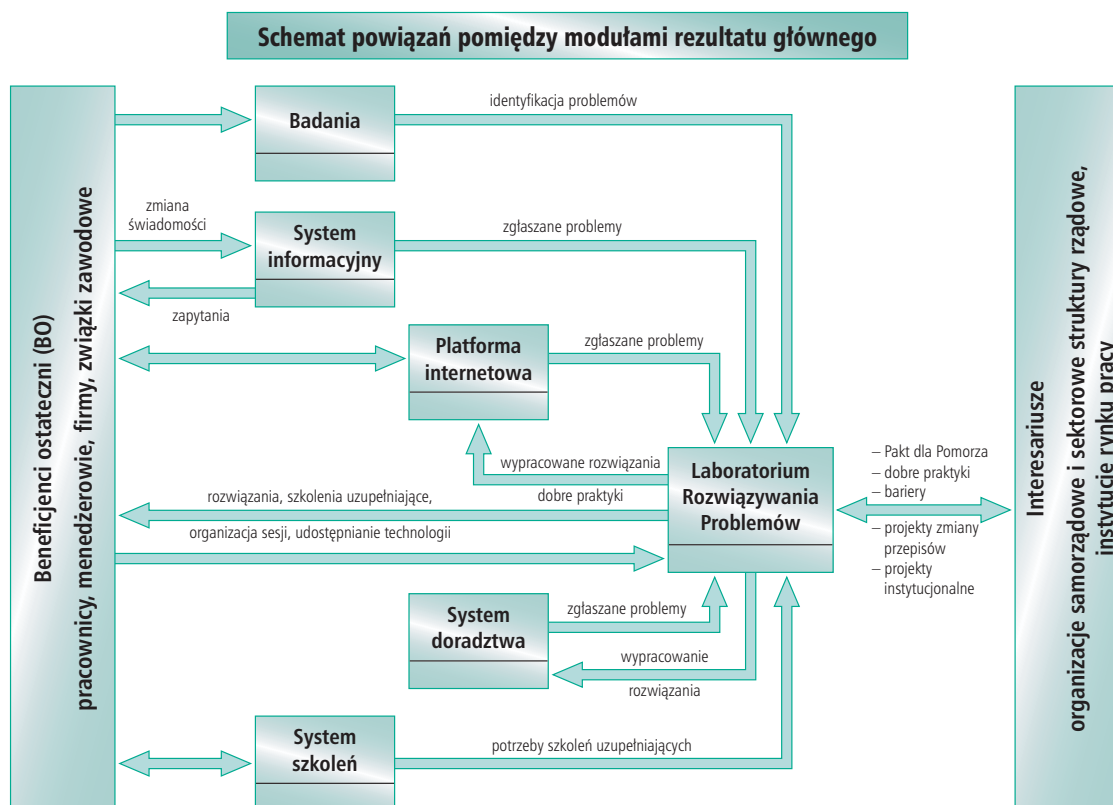 Schemat powiązań pomiędzy modułami rezultatu głównego
Beneficjenci ostateczni (BO)
pracownicy, menedżerowie, firmy, związki zawodowe
Badania
identyfikacja problemów
zmiana
świadomości
System
informacyjny
zgłaszane problemy
zapytania
Platforma
internetowa
zgłaszane problemy
wypracowane rozwiązania
dobre praktyki
Laboratorium
Rozwiązywania
Problemów
rozwiązania, szkolenia uzupełniające,
organizacja sesji, udostępnianie technologii
– Pakt dla Pomorza
– dobre praktyki
– bariery
– projekty zmiany
przepisów
– projekty
instytucjonalne
System
doradztwa
zgłaszane problemy
wypracowanie
rozwiązania
System
szkoleń
potrzeby szkoleń uzupełniających
Interesariusze
organizacje samorządowe i sektorowe struktury rządowe,
instytucje rynku pracy